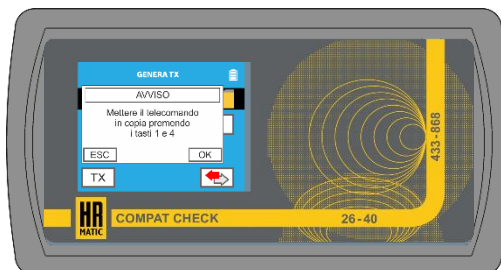 GENERA TX
AVVISO
Mettere il telecomando
in copia premondo
i tasti 1 e 4
ESC
OK
TX
433-868
HR
MATIC
COMPAT CHECK
26-40